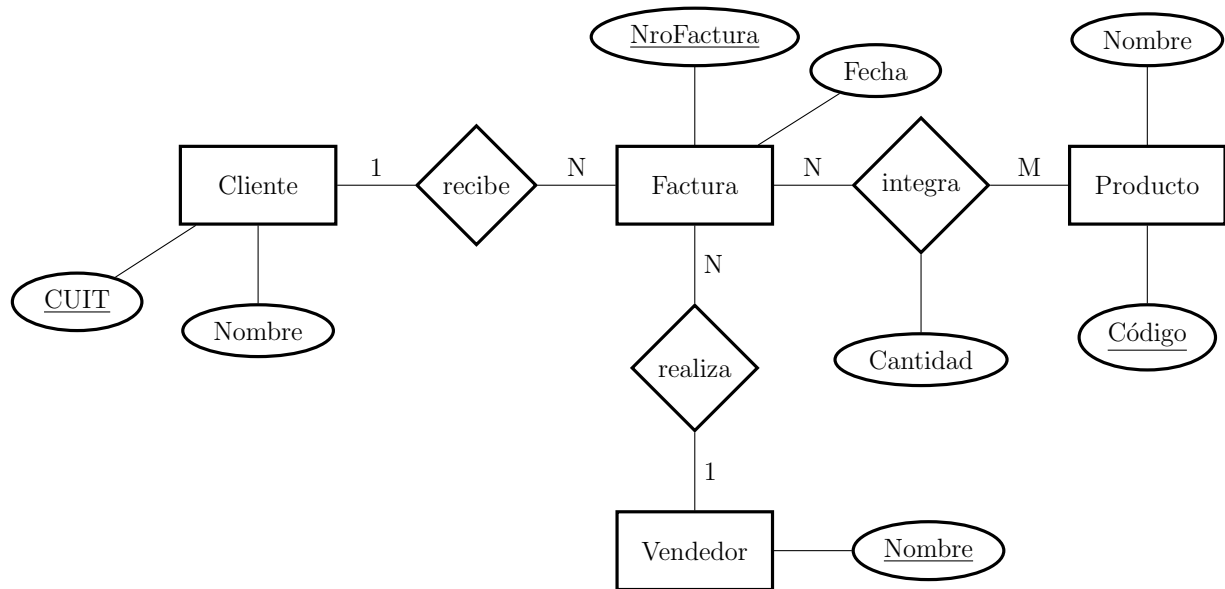 NroFactura
Nombre
Fecha
Cliente
1
recibe
N
Factura
N
integra
M
Producto
CUIT
Nombre
N
Código
Cantidad
realiza
1
Vendedor
Nombre